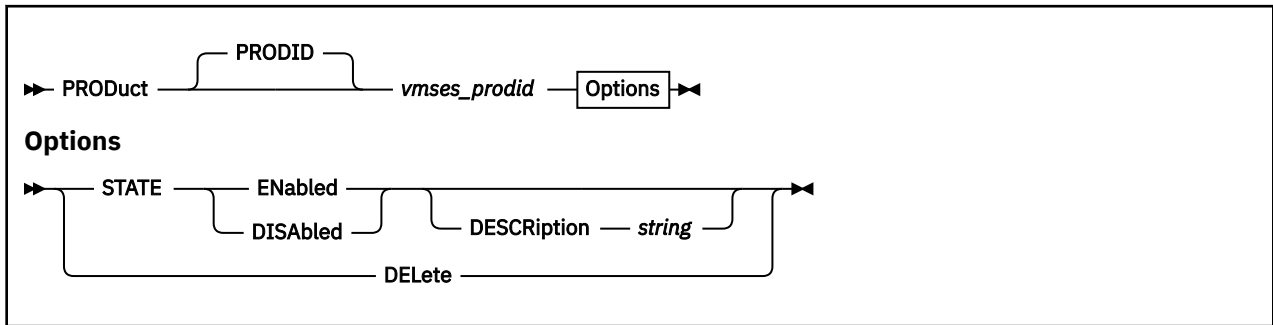 PRODID
PRODuct vmses_prodid Options
Options
STATE ENabled
DISAbled DESCRiption string
DELete